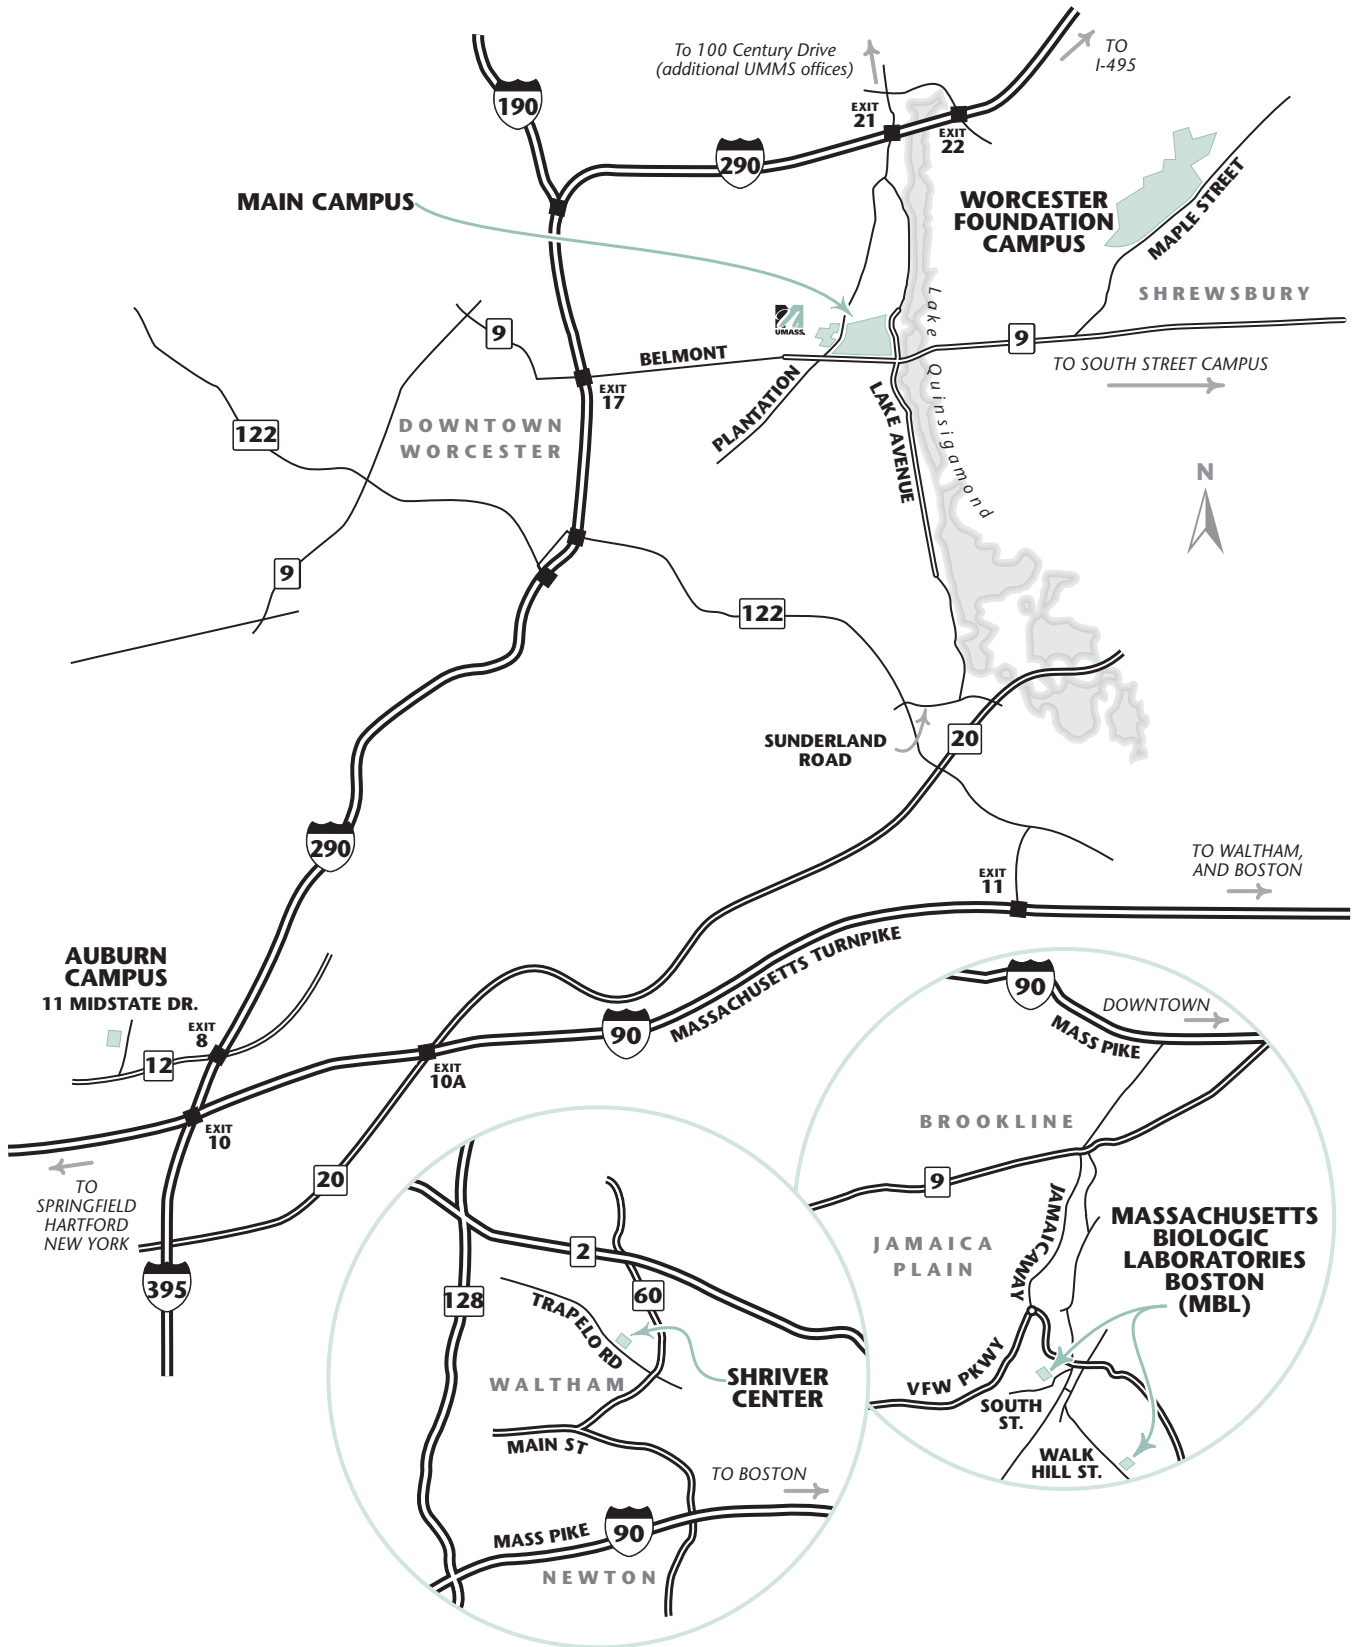 To 100 Century Drive
(additional UMMS offices)
TO
I-495
190
EXIT
21
EXIT
22
290
MAIN CAMPUS
WORCESTER
FOUNDATION
CAMPUS
MAPLE STREET
SHREWSBURY
Lake Quinsigamond
UMASS.
9
BELMONT
9
TO SOUTH STREET CAMPUS
EXIT
17
PLANTATION
LAKE AVENUE
DOWNTOWN
WORCESTER
122
N
9
122
SUNDERLAND
ROAD
20
290
TO WALTHAM,
AND BOSTON
EXIT
11
MASSACHUSETTS TURNPIKE
AUBURN
CAMPUS
11 MIDSTATE DR.
EXIT
8
12
90
EXIT
10A
EXIT
10
TO
SPRINGFIELD
HARTFORD
NEW YORK
20
395
90
DOWNTOWN
MASS PIKE
BROOKLINE
9
JAMAICAWAY
JAMAICA
PLAIN
MASSACHUSETTS
BIOLOGIC
LABORATORIES
BOSTON
(MBL)
VFW PKWY
SOUTH
ST.
WALK
HILL ST.
2
128
60
TRAPELO RD
SHRIVER
CENTER
WALTHAM
MAIN ST
TO BOSTON
MASS PIKE
90
NEWTON